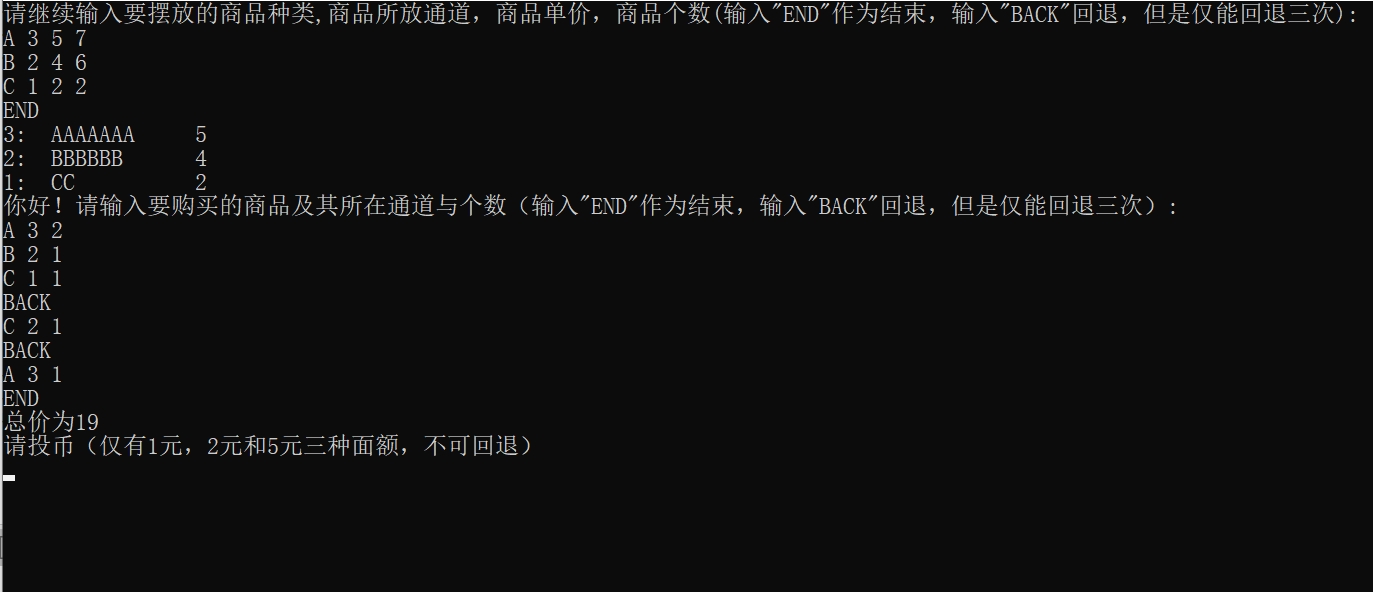 请继续输入要摆放的商品种类,商品所放通道，商品单价，商品个数(输入"END"作为结束，输入"BACK"回退，但是仅能回退三次):
A 3 5 7
B 2 4 6
C 1 2 2
END
3:  AAAAAAA     5
2:  BBBBBB      4
1:  CC          2
你好！请输入要购买的商品及其所在通道与个数（输入"END"作为结束，输入"BACK"回退，但是仅能回退三次）:
A 3 2
B 2 1
C 1 1
BACK
C 2 1
BACK
A 3 1
END
总价为19
请投币（仅有1元，2元和5元三种面额，不可回退）